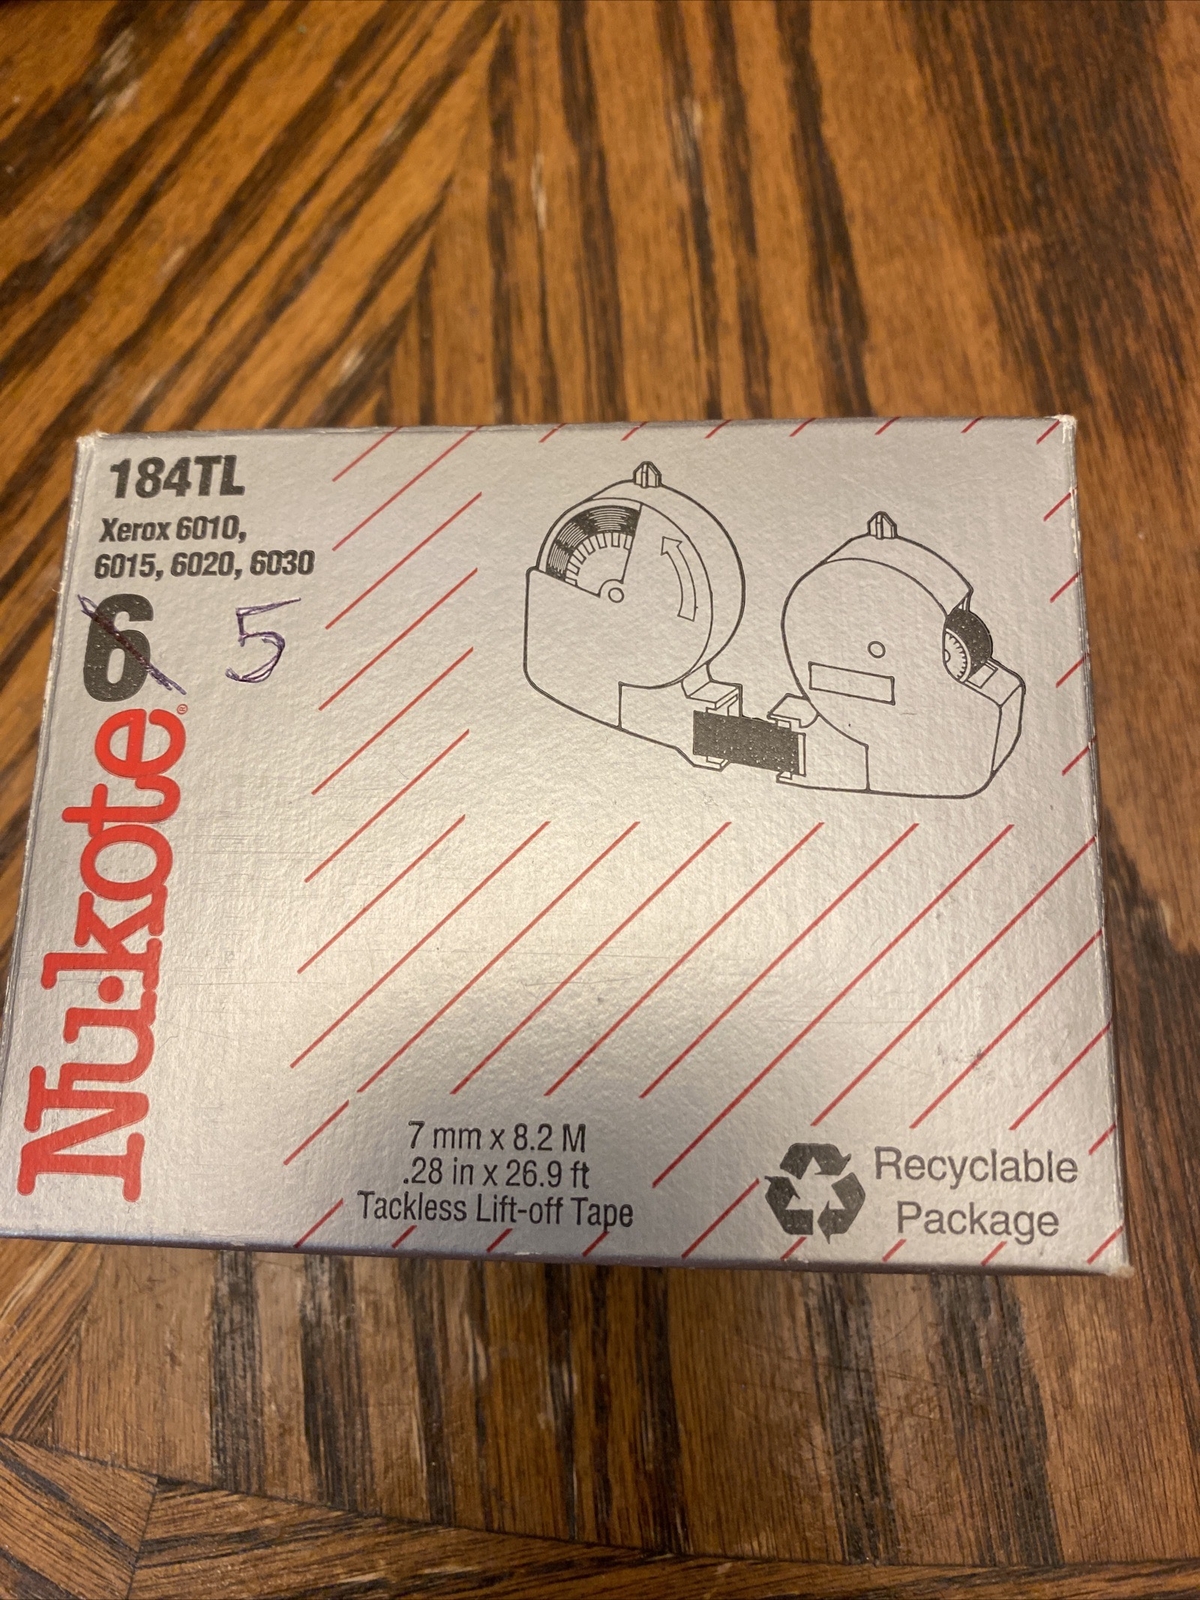 184TL
Xerox 6010,
6015, 6020, 6030
6 5
Nu·kote®
7 mm x 8.2 M
.28 in x 26.9 ft
Tackless Lift-off Tape
Recyclable
Package